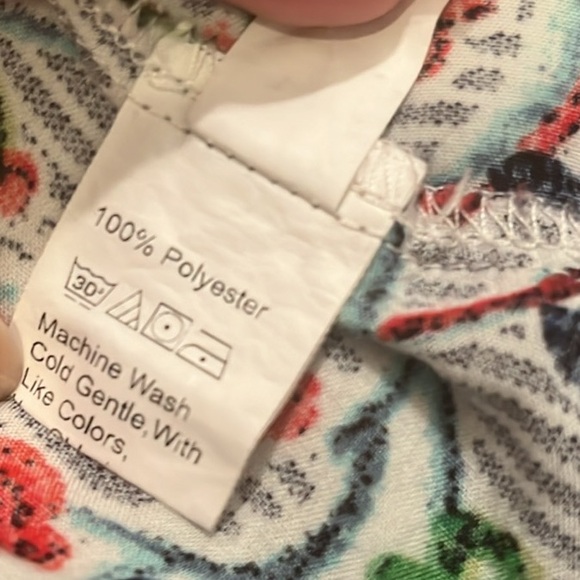 100% Polyester
30°
Machine Wash
Cold Gentle, With
Like Colors,